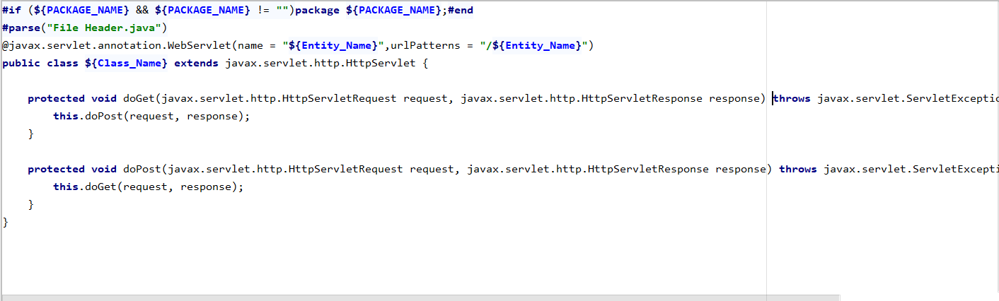 #if (${PACKAGE_NAME} && ${PACKAGE_NAME} != "")package ${PACKAGE_NAME};#end
#parse("File Header.java")
@javax.servlet.annotation.WebServlet(name = "${Entity_Name}",urlPatterns = "/${Entity_Name}")
public class ${Class_Name} extends javax.servlet.http.HttpServlet {
    protected void doGet(javax.servlet.http.HttpServletRequest request, javax.servlet.http.HttpServletResponse response) throws javax.servlet.ServletExceptio
        this.doPost(request, response);
    }
    protected void doPost(javax.servlet.http.HttpServletRequest request, javax.servlet.http.HttpServletResponse response) throws javax.servlet.ServletExcepti
        this.doGet(request, response);
    }
}